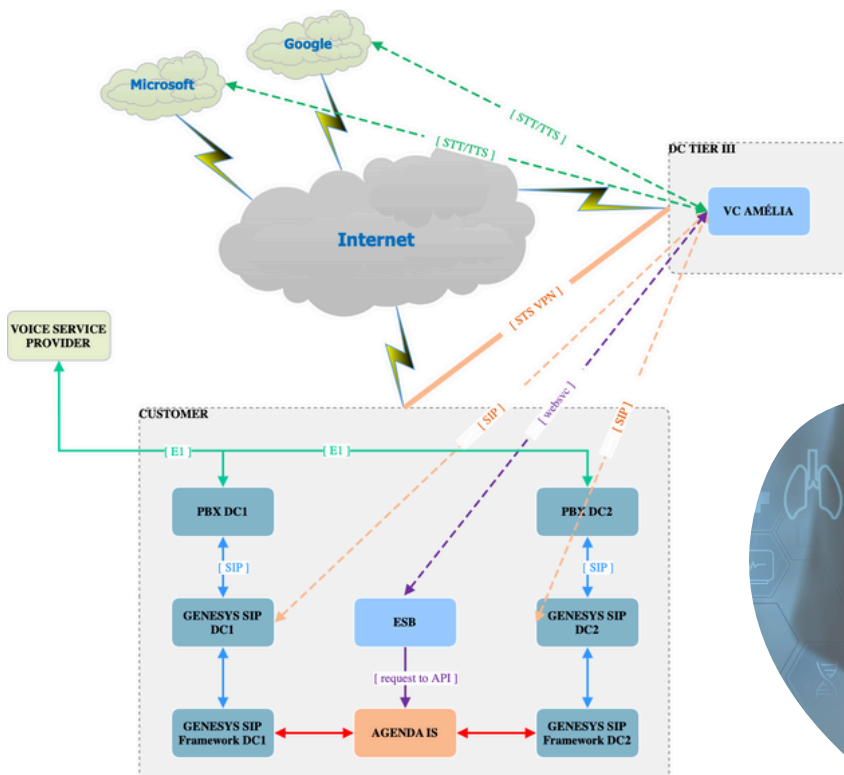 Google
Microsoft
[ STT/TTS ]
[ STT/TTS ]
DC TIER III
VC AMÉLIA
Internet
[ STS VPN ]
VOICE SERVICE
PROVIDER
[ websvc ]
CUSTOMER
[ SIP ]
[ SIP ]
[ E1 ]
[ E1 ]
PBX DC1
PBX DC2
[ SIP ]
[ SIP ]
GENESYS SIP
DC1
ESB
GENESYS SIP
DC2
[ request to API ]
GENESYS SIP
Framework DC1
AGENDA IS
GENESYS SIP
Framework DC2